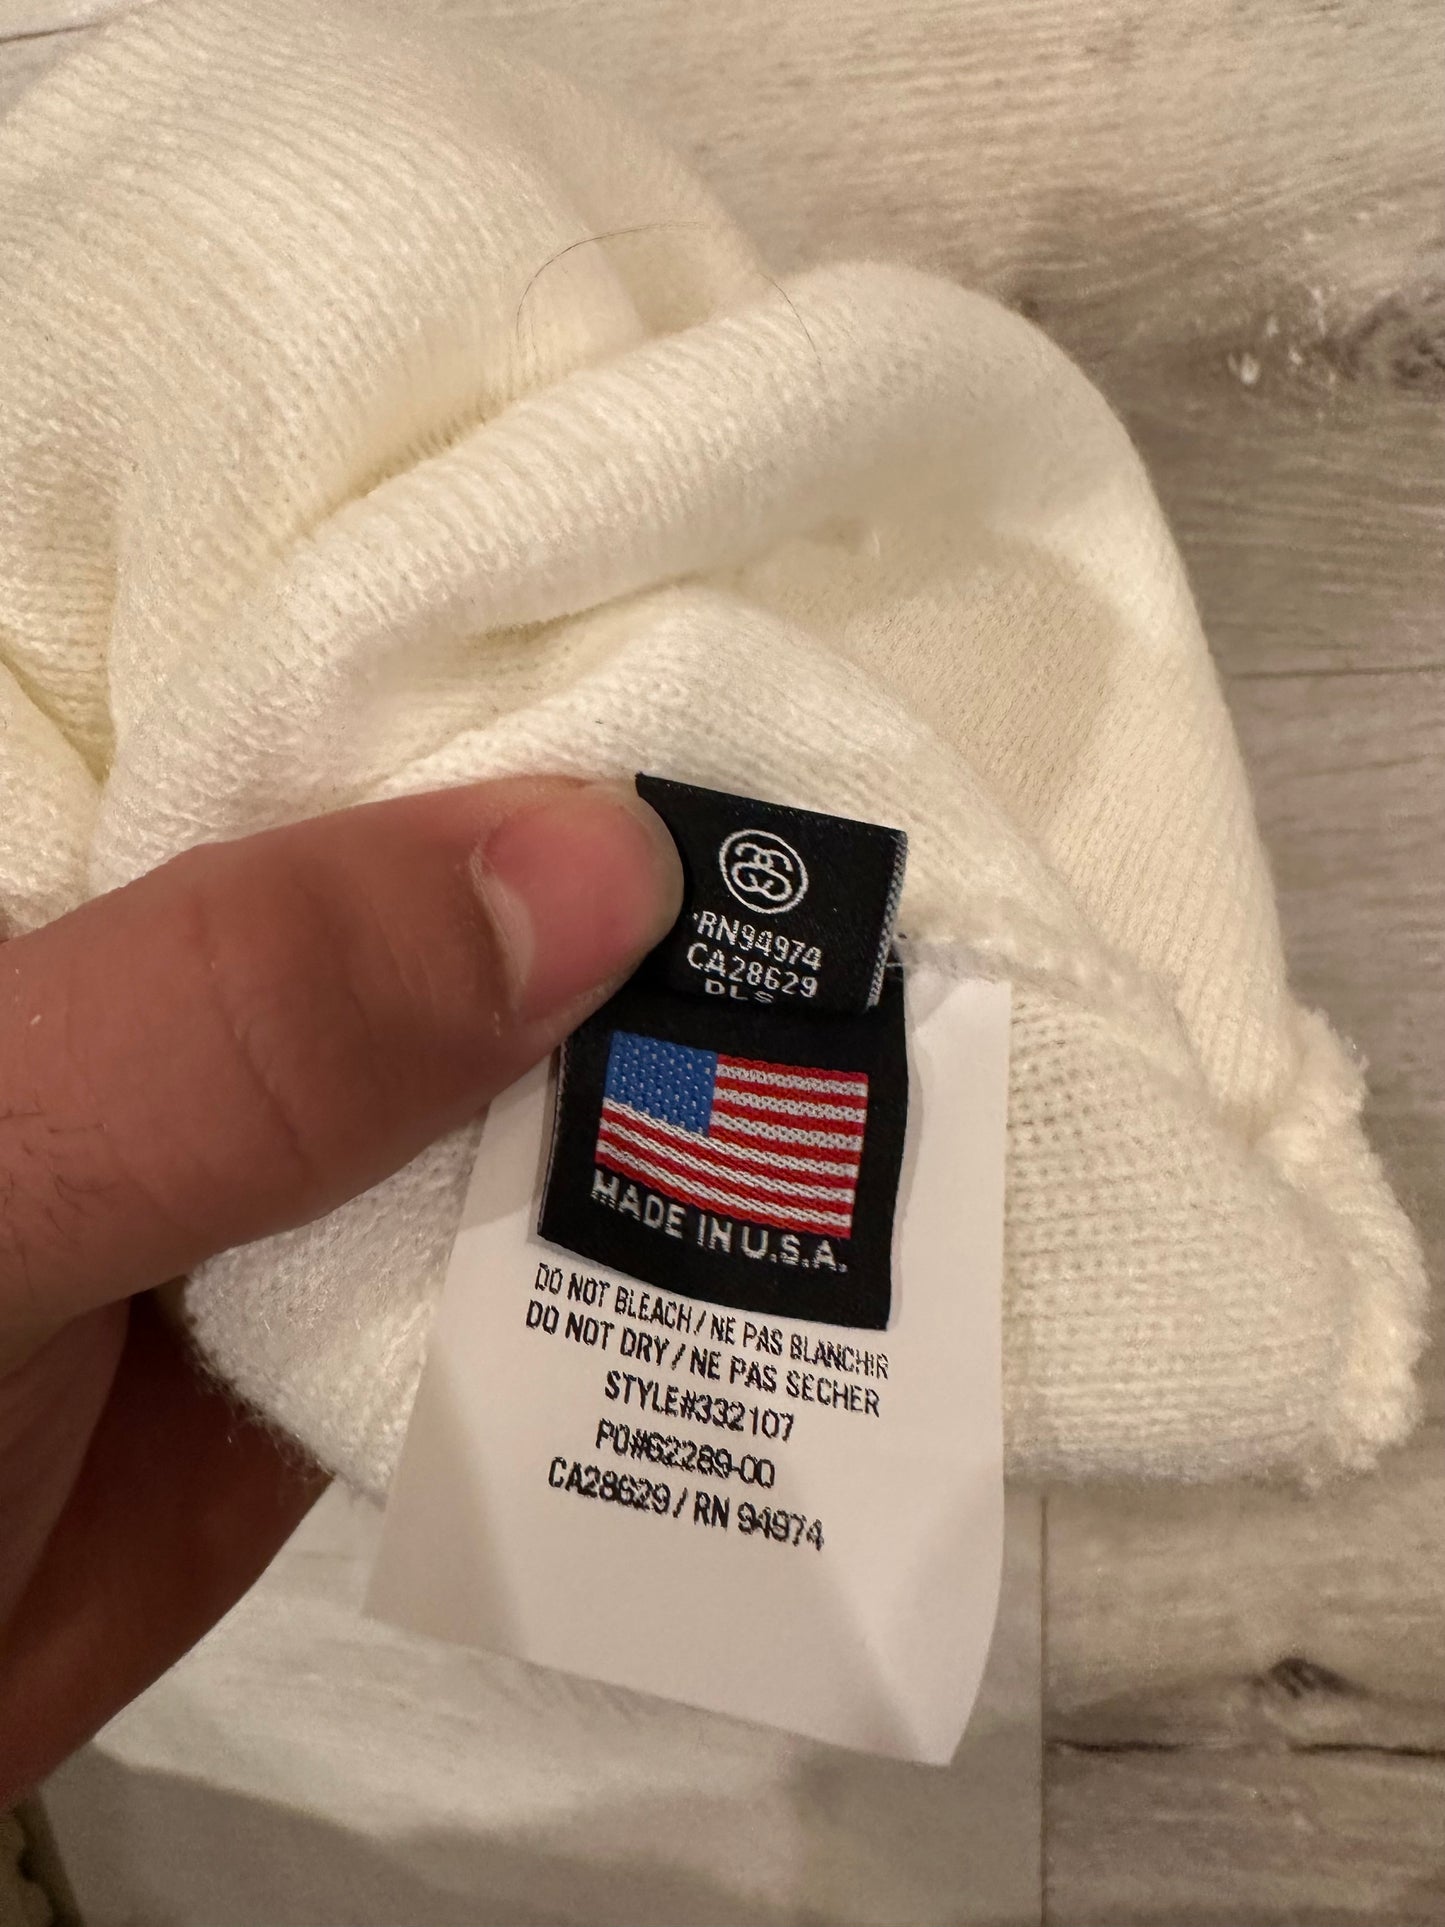 RN94974
CA28629
DLS
MADE IN U.S.A.
DO NOT BLEACH / NE PAS BLANCHIR
DO NOT DRY / NE PAS SECHER
STYLE#332107
PO#62289-00
CA28629 / RN 94974